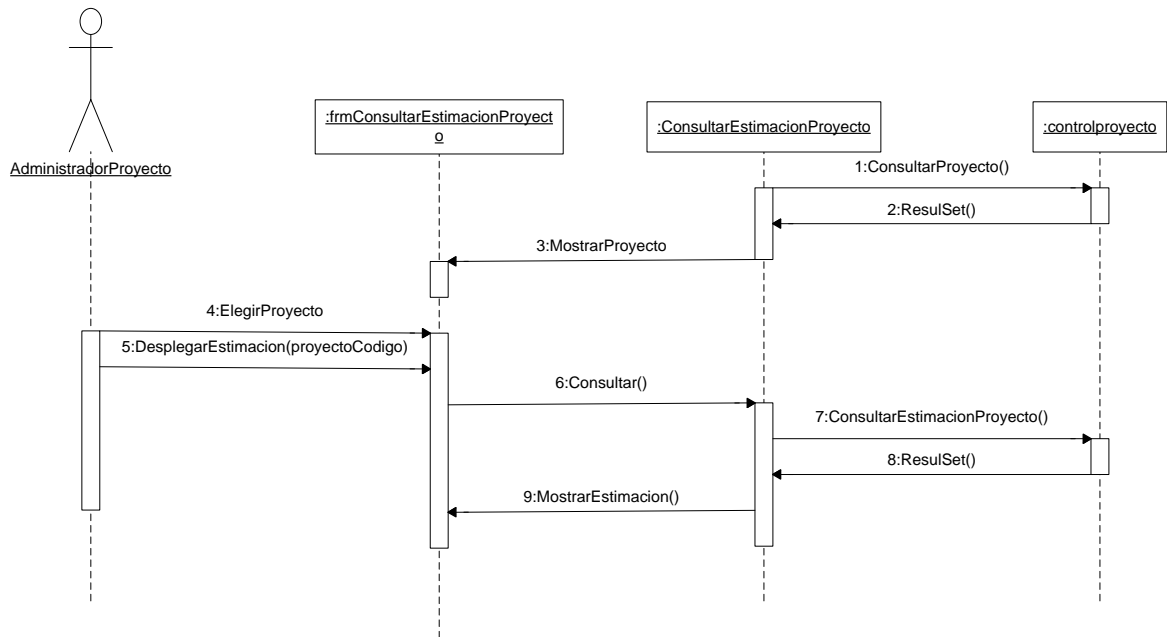 :frmConsultarEstimacionProyect
o
:ConsultarEstimacionProyecto
:controlproyecto
AdministradorProyecto
1:ConsultarProyecto()
2:ResulSet()
3:MostrarProyecto
4:ElegirProyecto
5:DesplegarEstimacion(proyectoCodigo)
6:Consultar()
7:ConsultarEstimacionProyecto()
8:ResulSet()
9:MostrarEstimacion()